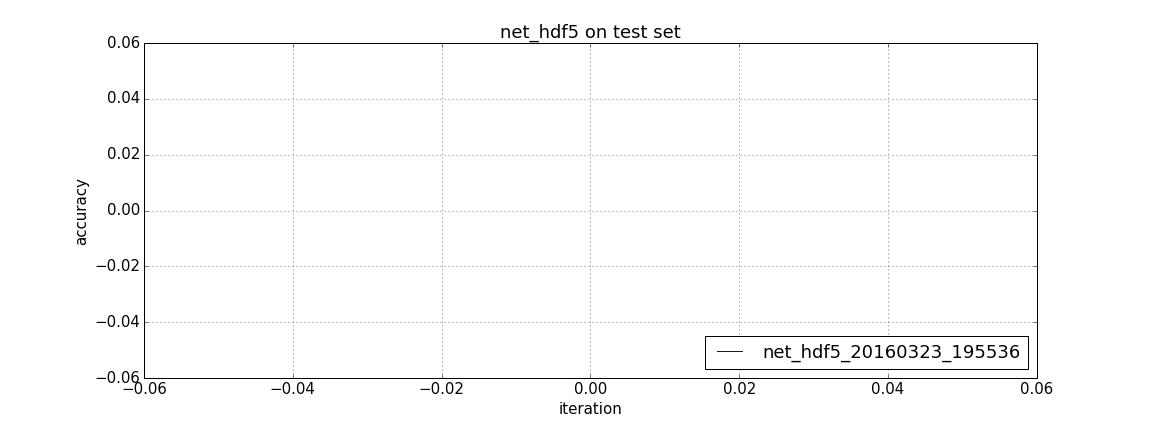 net_hdf5 on test set
0.06
0.04
0.02
0.00
−0.02
−0.04
−0.06
accuracy
net_hdf5_20160323_195536
−0.06 −0.04 −0.02 0.00 0.02 0.04 0.06
iteration